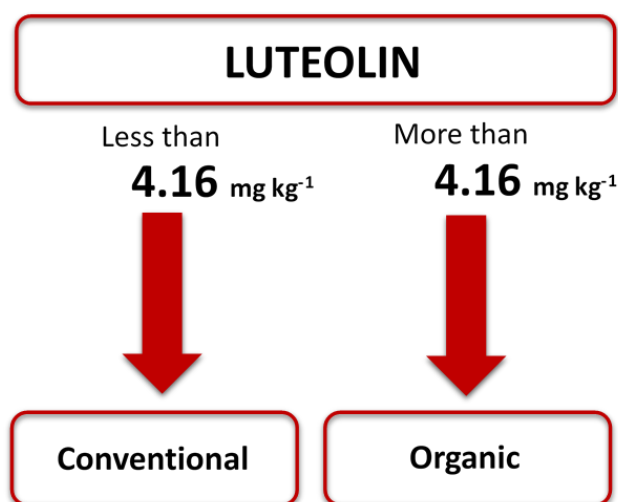 LUTEOLIN
Less than
4.16 mg kg⁻¹
More than
4.16 mg kg⁻¹
Conventional
Organic